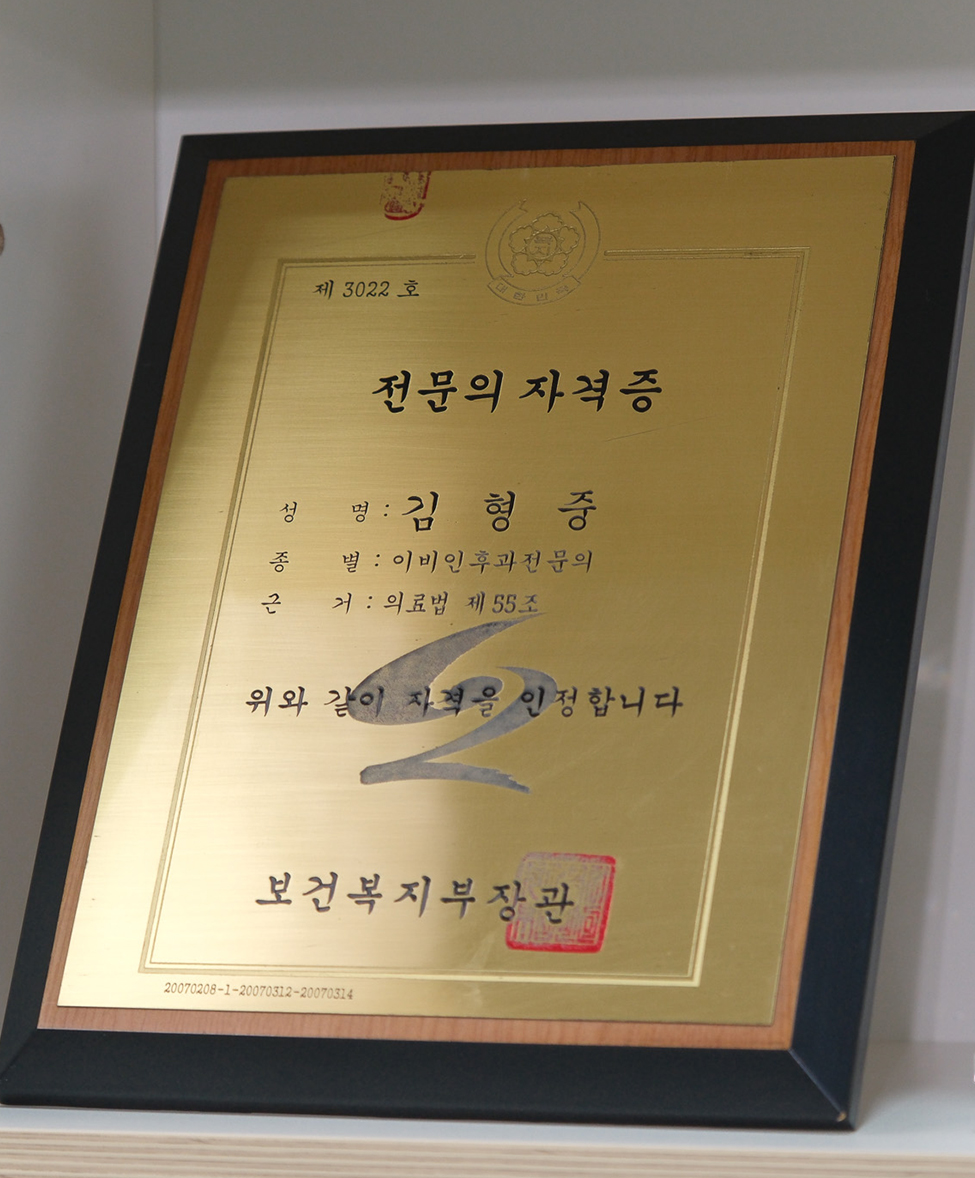 제 3022 호
전문의 자격증
성 명 : 김 형 중
종 별 : 이비인후과전문의
근 거 : 의료법 제55조
위와 같이 자격을 인정합니다
보건복지부장관
20070208-1-20070312-20070314